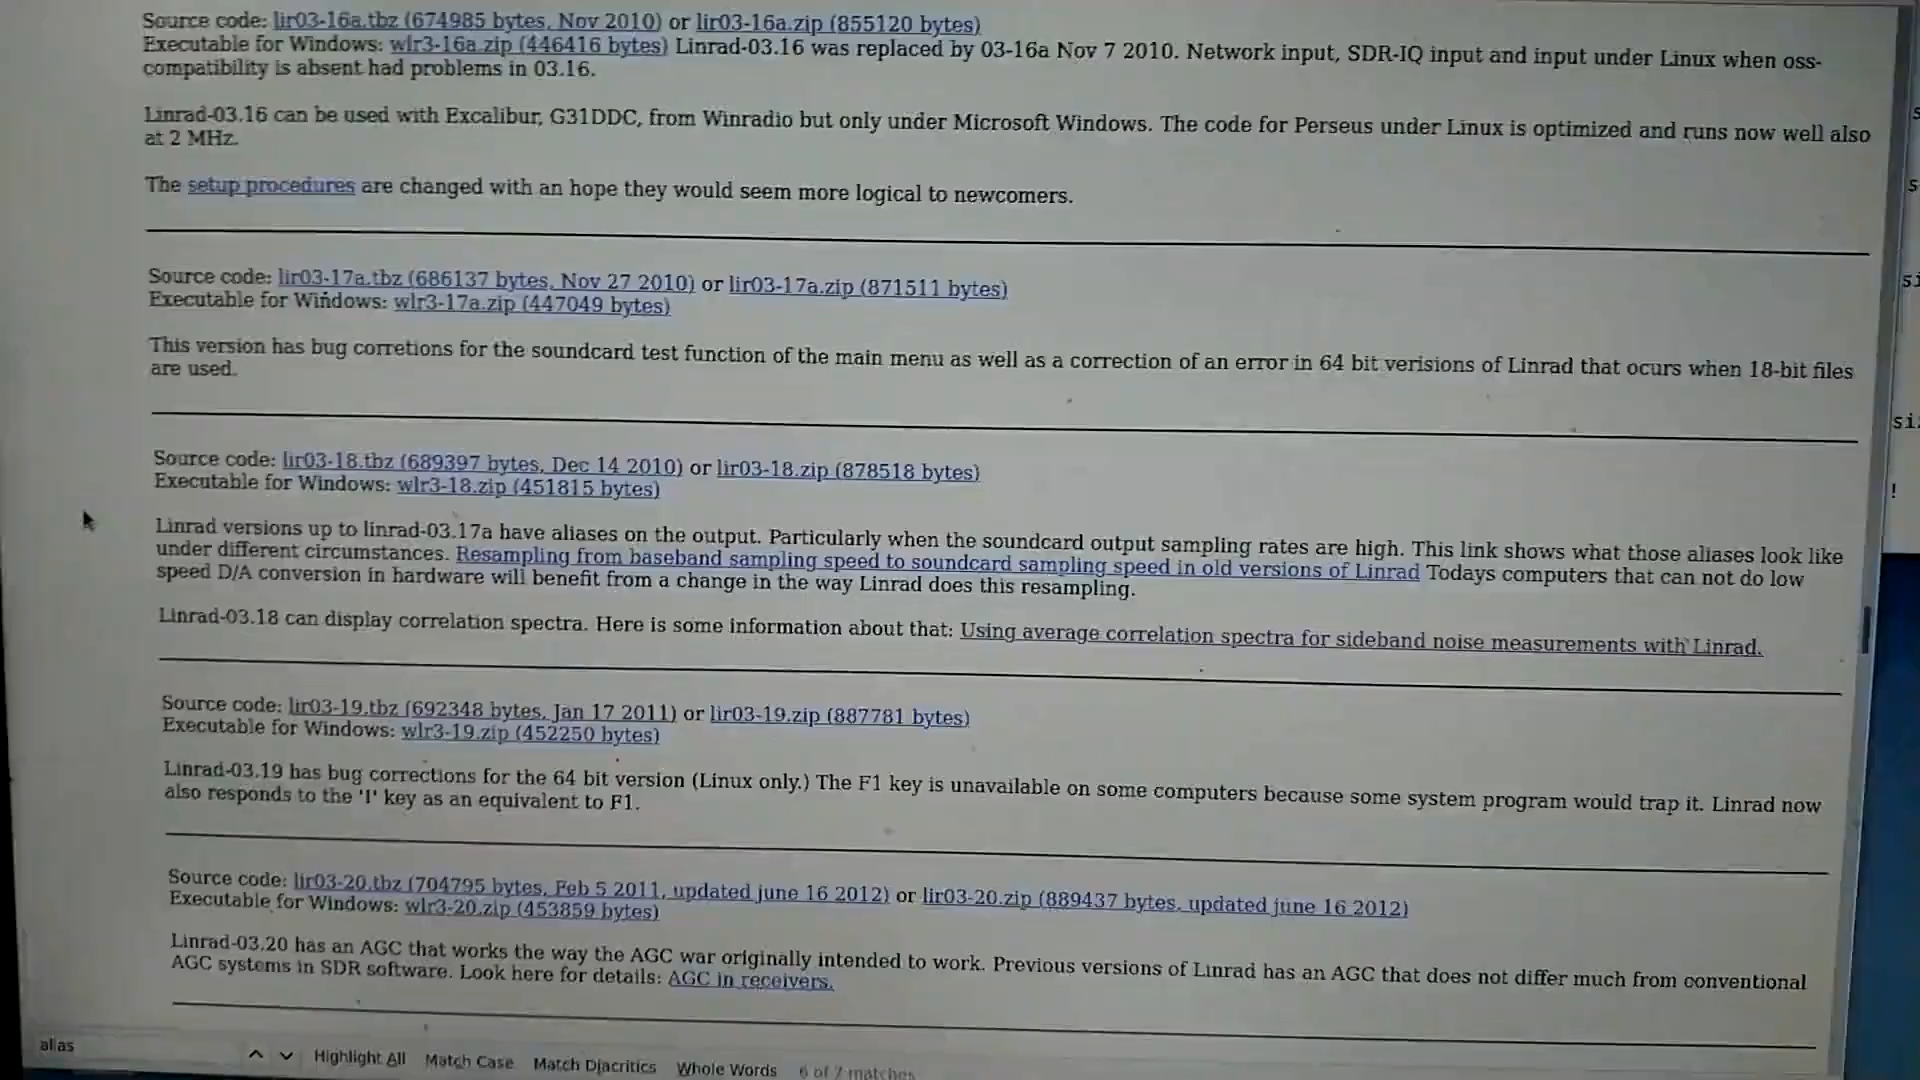 Source code: lir03-16a.tbz (674985 bytes, Nov 2010) or lir03-16a.zip (855120 bytes)
Executable for Windows: wlr3-16a.zip (446416 bytes) Linrad-03.16 was replaced by 03-16a Nov 7 2010. Network input, SDR-IQ input and input under Linux when oss-
compatibility is absent had problems in 03.16.
Linrad-03.16 can be used with Excalibur, G31DDC, from Winradio but only under Microsoft Windows. The code for Perseus under Linux is optimized and runs now well also
at 2 MHz.
The setup procedures are changed with an hope they would seem more logical to newcomers.
Source code: lir03-17a.tbz (686137 bytes, Nov 27 2010) or lir03-17a.zip (871511 bytes)
Executable for Windows: wlr3-17a.zip (447049 bytes)
This version has bug corretions for the soundcard test function of the main menu as well as a correction of an error in 64 bit verisions of Linrad that ocurs when 18-bit files
are used.
Source code: lir03-18.tbz (689397 bytes, Dec 14 2010) or lir03-18.zip (878518 bytes)
Executable for Windows: wlr3-18.zip (451815 bytes)
Linrad versions up to linrad-03.17a have aliases on the output. Particularly when the soundcard output sampling rates are high. This link shows what those aliases look like
under different circumstances. Resampling from baseband sampling speed to soundcard sampling speed in old versions of Linrad Todays computers that can not do low
speed D/A conversion in hardware will benefit from a change in the way Linrad does this resampling.
Linrad-03.18 can display correlation spectra. Here is some information about that: Using average correlation spectra for sideband noise measurements with Linrad.
Source code: lir03-19.tbz (692348 bytes, Jan 17 2011) or lir03-19.zip (887781 bytes)
Executable for Windows: wlr3-19.zip (452250 bytes)
Linrad-03.19 has bug corrections for the 64 bit version (Linux only.) The F1 key is unavailable on some computers because some system program would trap it. Linrad now
also responds to the '!' key as an equivalent to F1.
Source code: lir03-20.tbz (704795 bytes, Feb 5 2011, updated june 16 2012) or lir03-20.zip (889437 bytes, updated june 16 2012)
Executable for Windows: wlr3-20.zip (453859 bytes)
Linrad-03.20 has an AGC that works the way the AGC war originally intended to work. Previous versions of Linrad has an AGC that does not differ much from conventional
AGC systems in SDR software. Look here for details: AGC in receivers.
alias Highlight All Match Case Match Diacritics Whole Words 6 of 7 matches